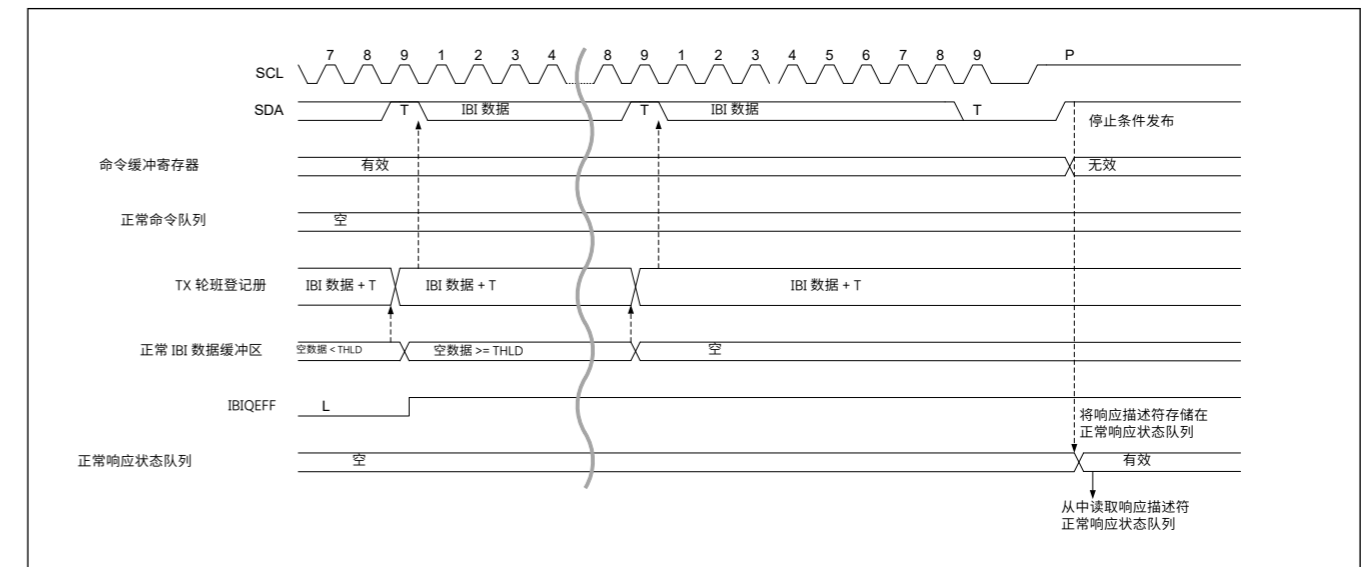 7 8 9 1 2 3 4 8 9 1 2 3 4 5 6 7 8 9 P
SCL
SDA T IBI 数据 T IBI 数据 T
停止条件发布
命令缓冲寄存器 有效 无效
正常命令队列 空
TX 轮班登记册 IBI 数据 + T IBI 数据 + T IBI 数据 + T
正常 IBI 数据缓冲区 空数据 < THLD 空数据 >= THLD 空
IBIQEFF L
将响应描述符存储在
正常响应状态队列
正常响应状态队列 空 有效
从中读取响应描述符
正常响应状态队列